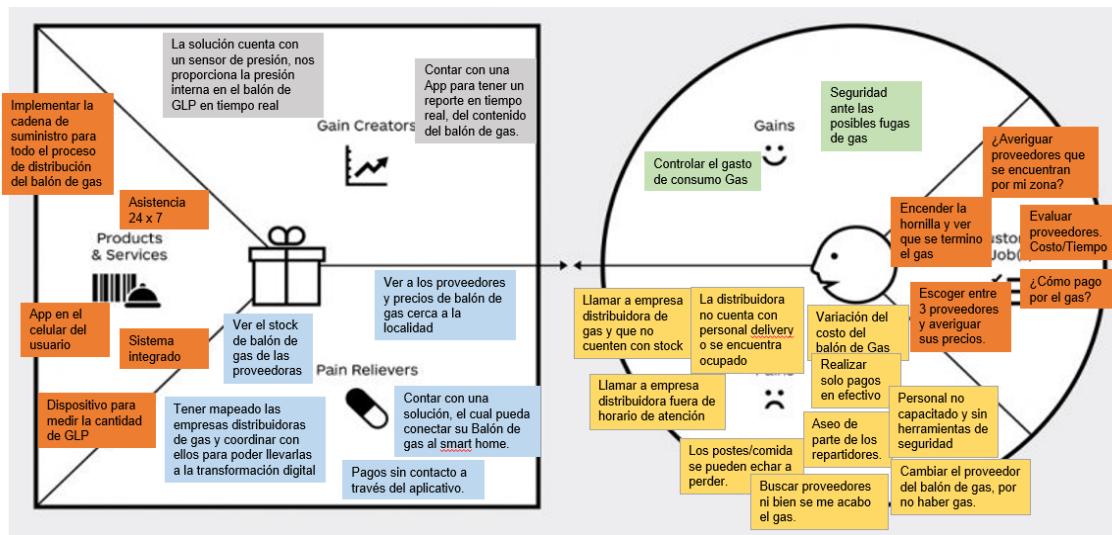 La solución cuenta con
un sensor de presión, nos
proporciona la presión
interna en el balón de
GLP en tiempo real
Contar con una
App para tener un
reporte en tiempo
real, del contenido
del balón de gas.
Gain Creators
Implementar la
cadena de
suministro para
todo el proceso
de distribución
del balón de gas
Asistencia
24 x 7
Products
& Services
App en el
celular del
usuario
Sistema
integrado
Dispositivo para
medir la cantidad
de GLP
Ver a los proveedores
y precios de balón de
gas cerca a la
localidad
Ver el stock
de balón de
gas de las
proveedoras
Pain Relievers
Tener mapeado las
empresas distribuidoras
de gas y coordinar con
ellos para poder llevarlas
a la transformación digital
Contar con una
solución, el cual pueda
conectar su Balón de
gas al smart home.
Pagos sin contacto a
través del aplicativo.
Gains
Seguridad
ante las
posibles fugas
de gas
Controlar el gasto
de consumo Gas
¿Averiguar
proveedores que
se encuentran
por mi zona?
Encender la
hornilla y ver
que se termino
el gas
Evaluar
proveedores.
Costo/Tiempo
¿Cómo pago
por el gas?
Escoger entre
3 proveedores
y averiguar
sus precios.
Llamar a empresa
distribuidora de
gas y que no
cuenten con stock
La distribuidora
no cuenta con
personal delivery
o se encuentra
ocupado
Variación del
costo del
balón de Gas
Realizar
solo pagos
en efectivo
Llamar a empresa
distribuidora fuera de
horario de atención
Personal no
capacitado y sin
herramientas de
seguridad
Aseo de
parte de los
repartidores.
Los postes/comida
se pueden echar a
perder.
Buscar proveedores
ni bien se me acabo
el gas.
Cambiar el proveedor
del balón de gas, por
no haber gas.